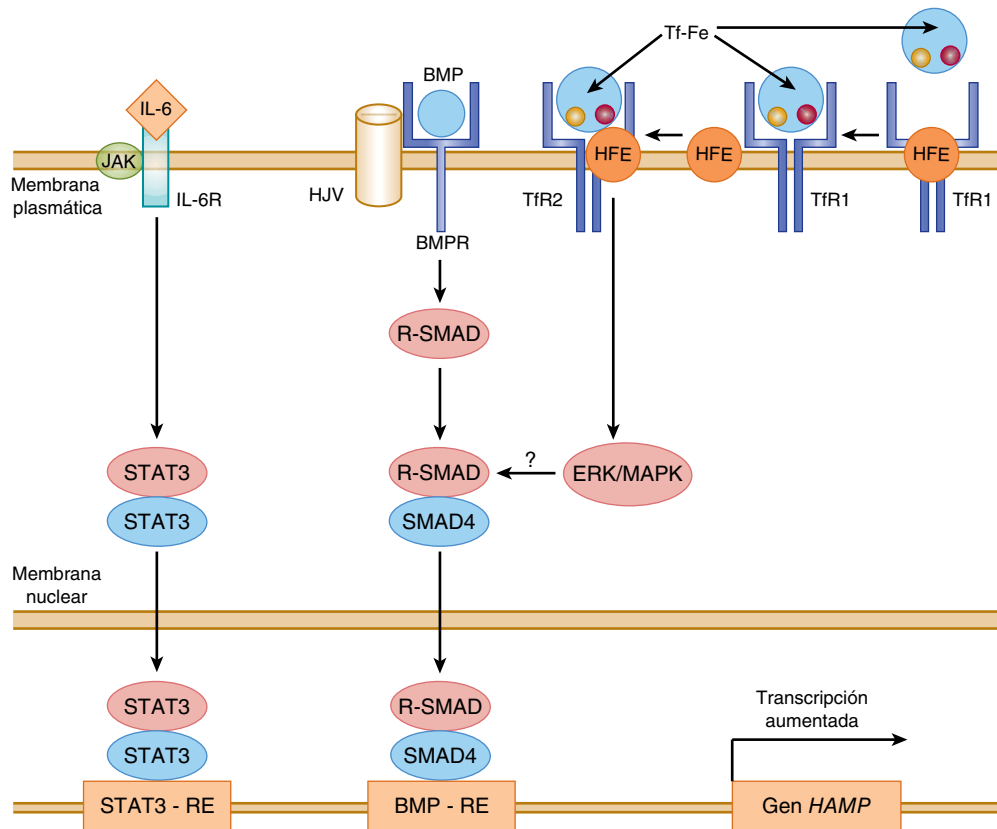 Tf-Fe
BMP
IL-6
JAK
HFE
HFE
HFE
Membrana
plasmática
IL-6R
HJV
TfR2
TfR1
TfR1
BMPR
R-SMAD
STAT3
R-SMAD
?
ERK/MAPK
STAT3
SMAD4
Membrana
nuclear
STAT3
R-SMAD
Transcripción
aumentada
STAT3
SMAD4
STAT3 - RE
BMP - RE
Gen HAMP